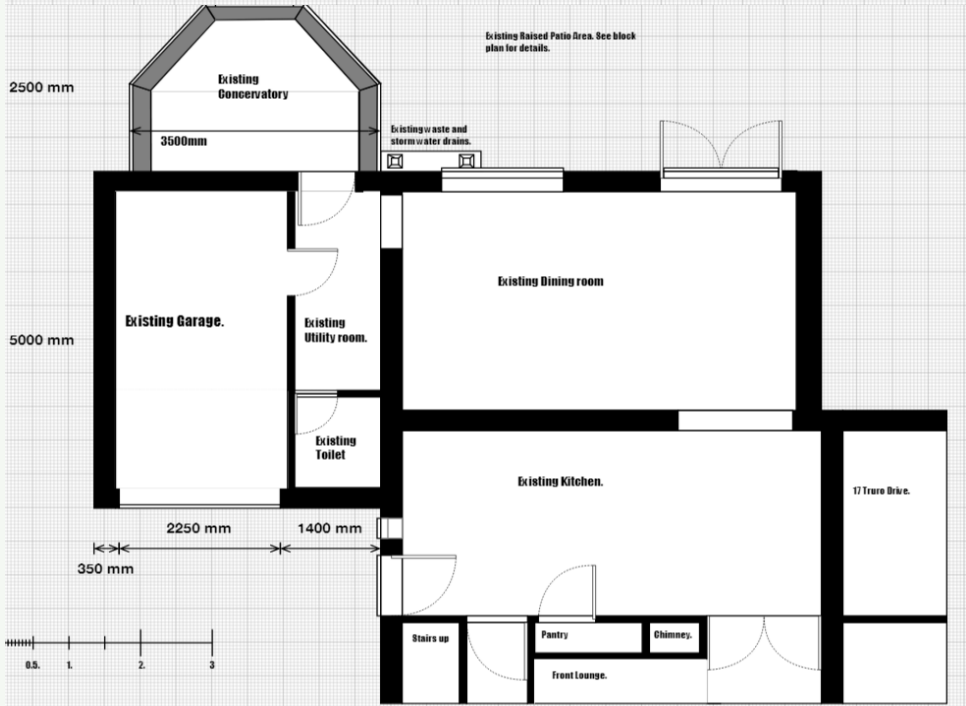 Existing Raised Patio Area. See block
plan for details.
2500 mm
Existing
Concervatory
3500mm
Existing waste and
storm water drains.
Existing Dining room
Existing Garage.
Existing
Utility room.
5000 mm
Existing
Toilet
Existing Kitchen.
17 Truro Drive.
2250 mm
1400 mm
350 mm
Stairs up
Pantry
Chimney.
Front Lounge.
0.5.
1.
2.
3